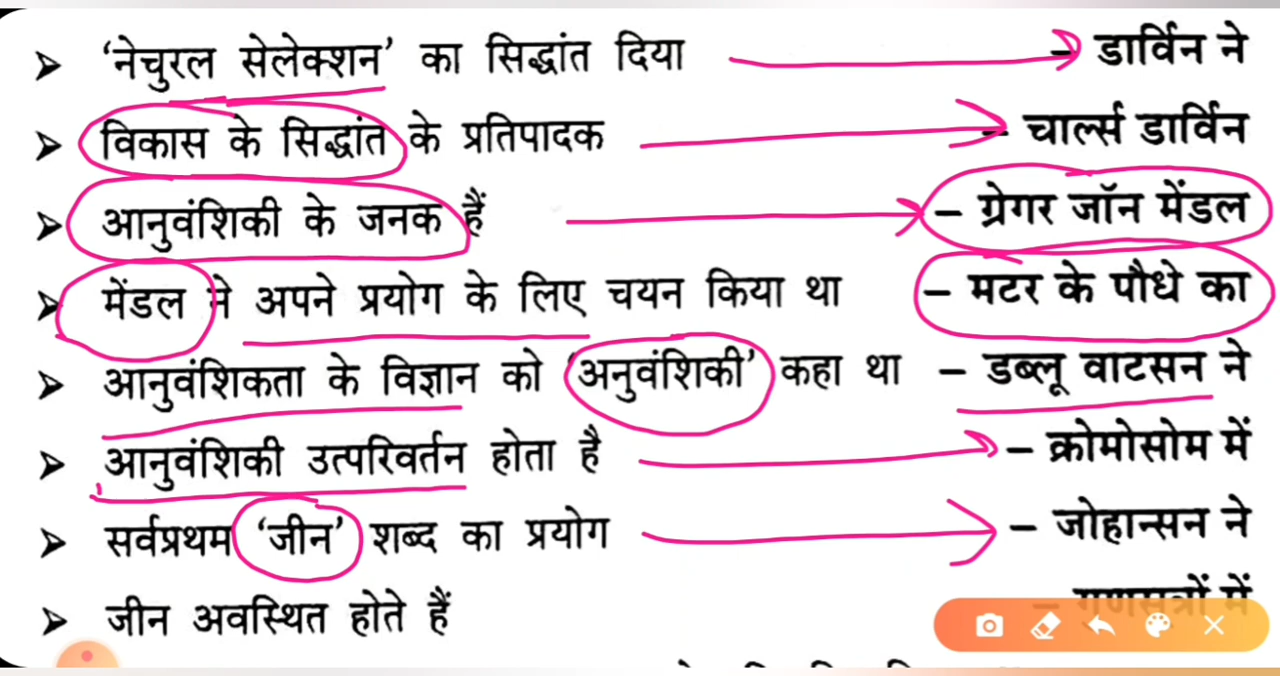 ➤ ‘नेचुरल सेलेक्शन’ का सिद्धांत दिया – डार्विन ने
➤ विकास के सिद्धांत के प्रतिपादक – चार्ल्स डार्विन
➤ आनुवंशिकी के जनक हैं – ग्रेगर जॉन मेंडल
➤ मेंडल ने अपने प्रयोग के लिए चयन किया था – मटर के पौधे का
➤ आनुवंशिकता के विज्ञान को ‘अनुवंशिकी’ कहा था – डब्लू वाटसन ने
➤ आनुवंशिकी उत्परिवर्तन होता है – क्रोमोसोम में
➤ सर्वप्रथम ‘जीन’ शब्द का प्रयोग – जोहान्सन ने
➤ जीन अवस्थित होते हैं – गुणसूत्रों में